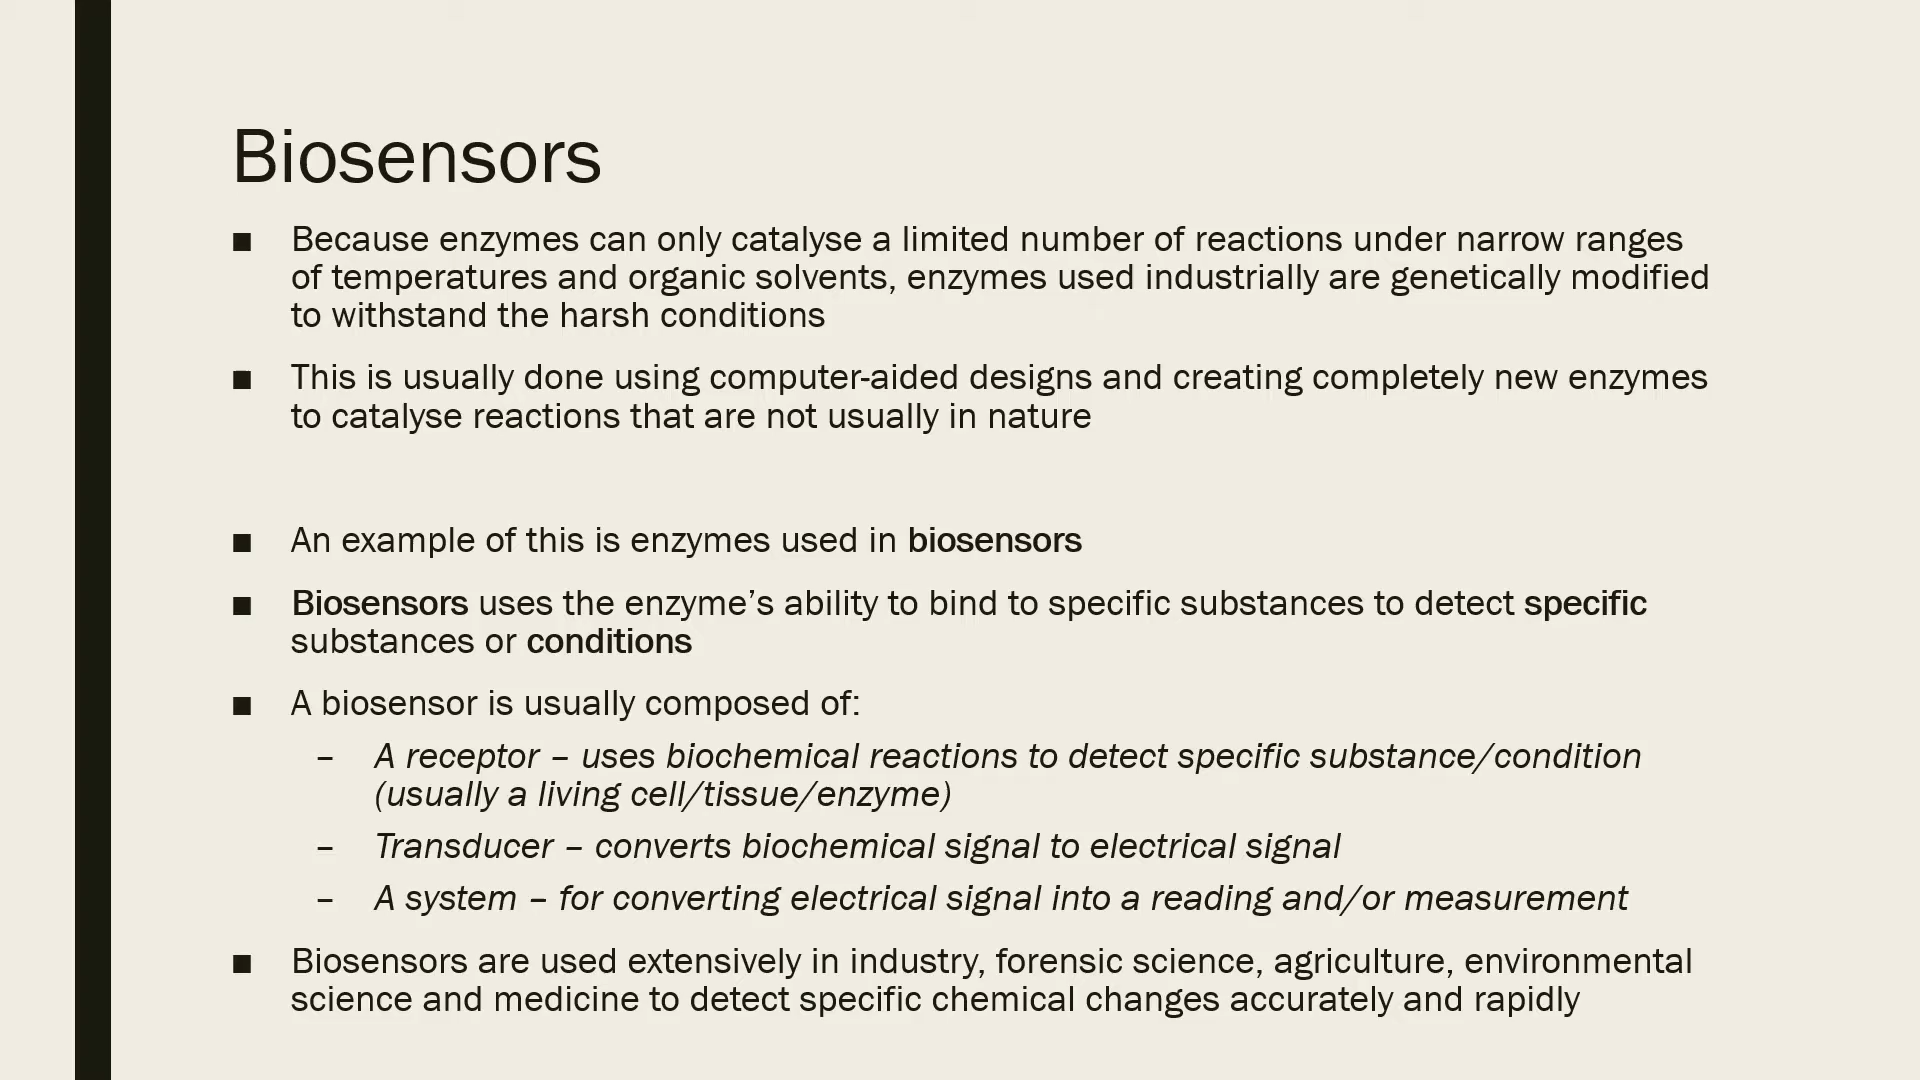 Biosensors
■ Because enzymes can only catalyse a limited number of reactions under narrow ranges
of temperatures and organic solvents, enzymes used industrially are genetically modified
to withstand the harsh conditions
■ This is usually done using computer-aided designs and creating completely new enzymes
to catalyse reactions that are not usually in nature
■ An example of this is enzymes used in biosensors
■ Biosensors uses the enzyme’s ability to bind to specific substances to detect specific
substances or conditions
■ A biosensor is usually composed of:
– A receptor – uses biochemical reactions to detect specific substance/condition
(usually a living cell/tissue/enzyme)
– Transducer – converts biochemical signal to electrical signal
– A system – for converting electrical signal into a reading and/or measurement
■ Biosensors are used extensively in industry, forensic science, agriculture, environmental
science and medicine to detect specific chemical changes accurately and rapidly